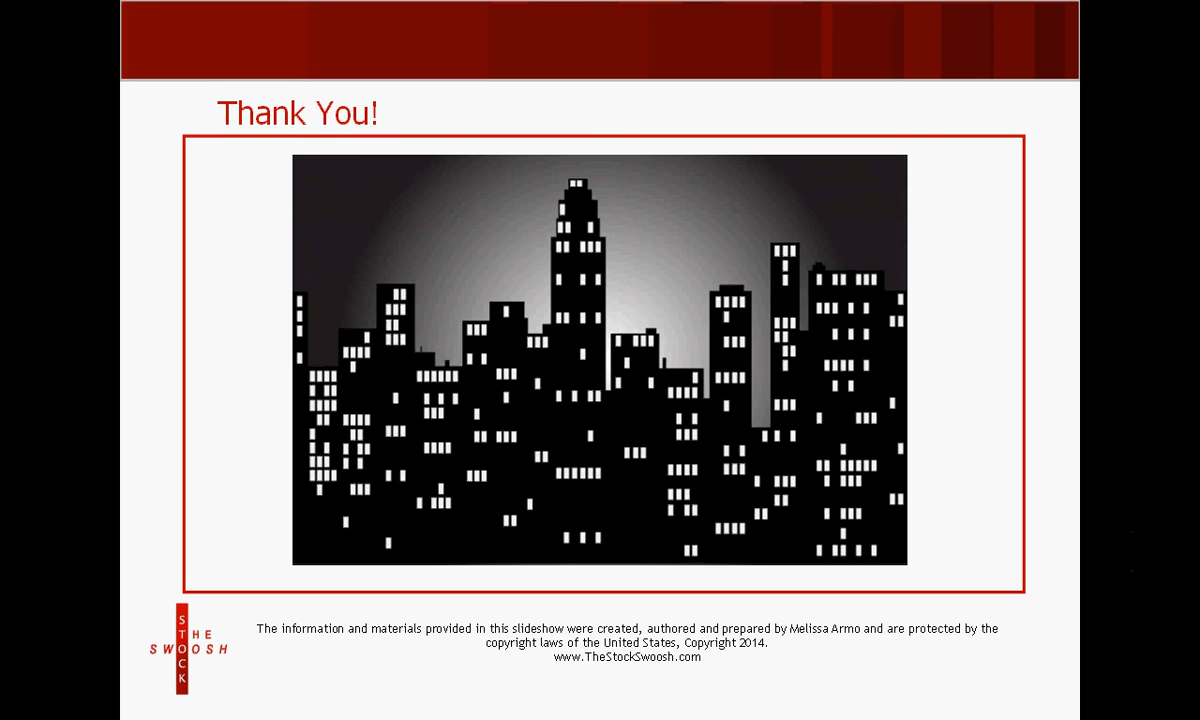 Thank You!
The information and materials provided in this slideshow were created, authored and prepared by Melissa Armo and are protected by the
copyright laws of the United States, Copyright 2014.
www.TheStockSwoosh.com
THE
STOCK
SWOOSH